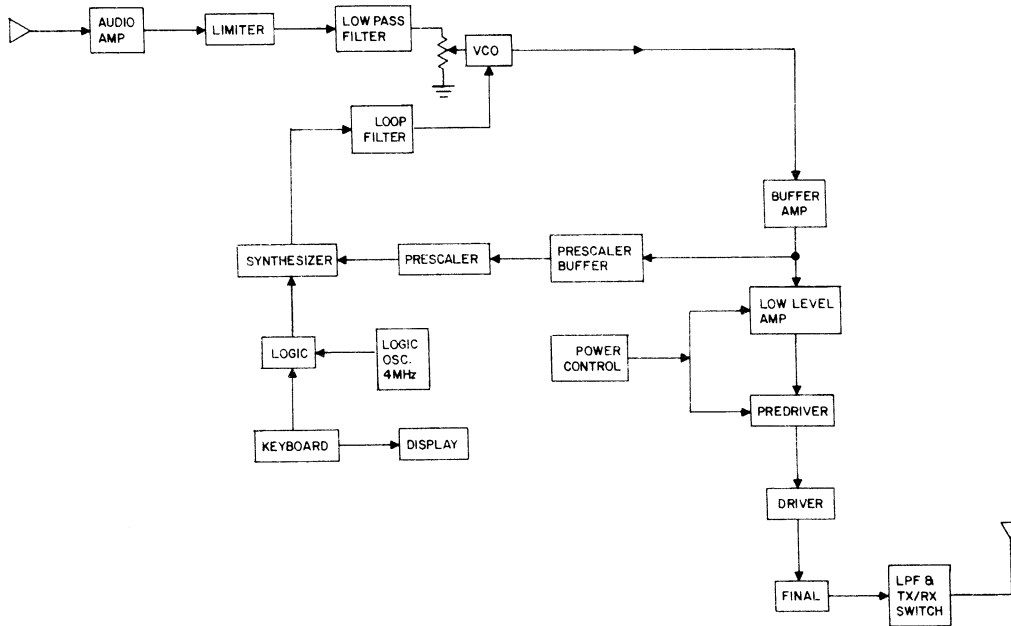 AUDIO
AMP
LIMITER
LOW PASS
FILTER
VCO
LOOP
FILTER
BUFFER
AMP
SYNTHESIZER
PRESCALER
PRESCALER
BUFFER
LOW LEVEL
AMP
LOGIC
LOGIC
OSC.
4MHz
POWER
CONTROL
PREDRIVER
KEYBOARD
DISPLAY
DRIVER
FINAL
LPF &
TX/RX
SWITCH